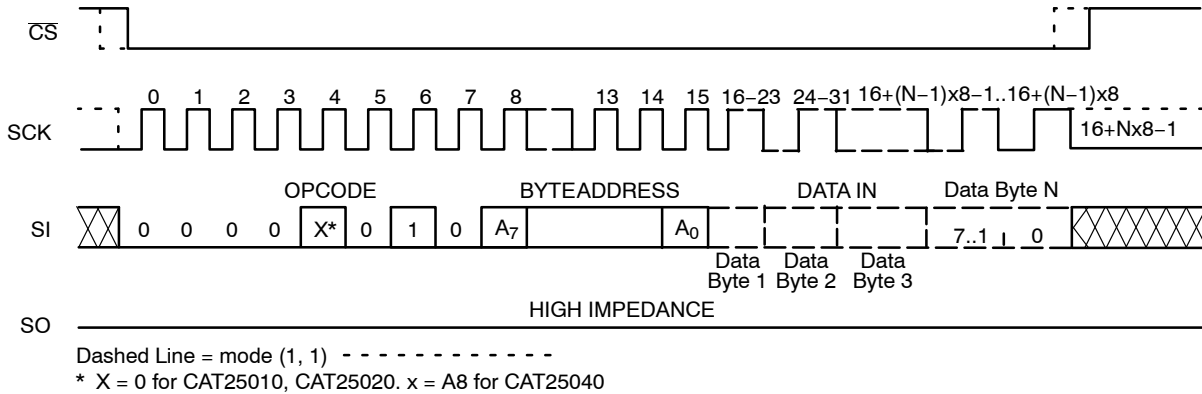 CS
SCK
0 1 2 3 4 5 6 7 8 13 14 15 16−23 24−31 16+(N−1)x8−1..16+(N−1)x8
16+Nx8−1
OPCODE BYTEADDRESS DATA IN Data Byte N
SI
0 0 0 0 X* 0 1 0 A7 A0 7..1 0
Data Byte 1
Data Byte 2
Data Byte 3
HIGH IMPEDANCE
SO
Dashed Line = mode (1, 1)
* X = 0 for CAT25010, CAT25020. x = A8 for CAT25040